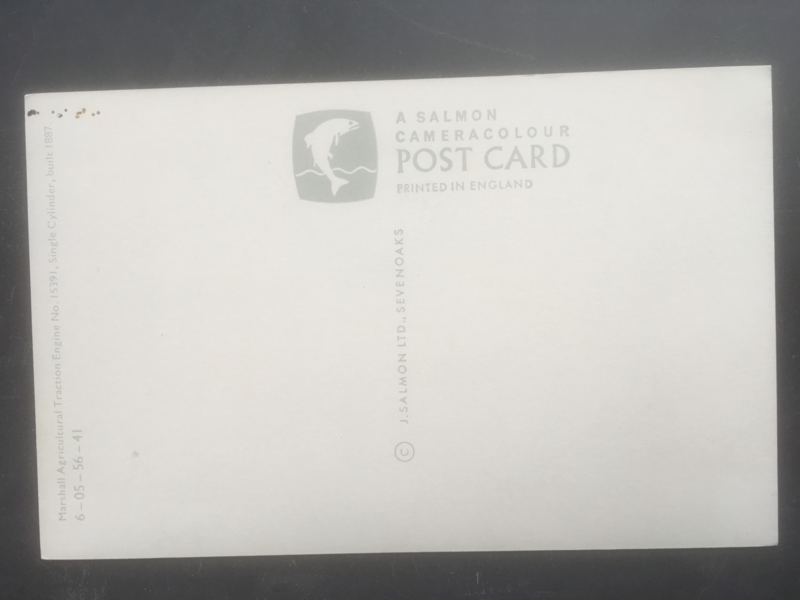 A SALMON
CAMERACOLOUR
POST CARD
PRINTED IN ENGLAND
© J. SALMON LTD., SEVENOAKS
Marshall Agricultural Traction Engine No. 15391, Single Cylinder, built 1887.
6 – 05 – 56 – 41